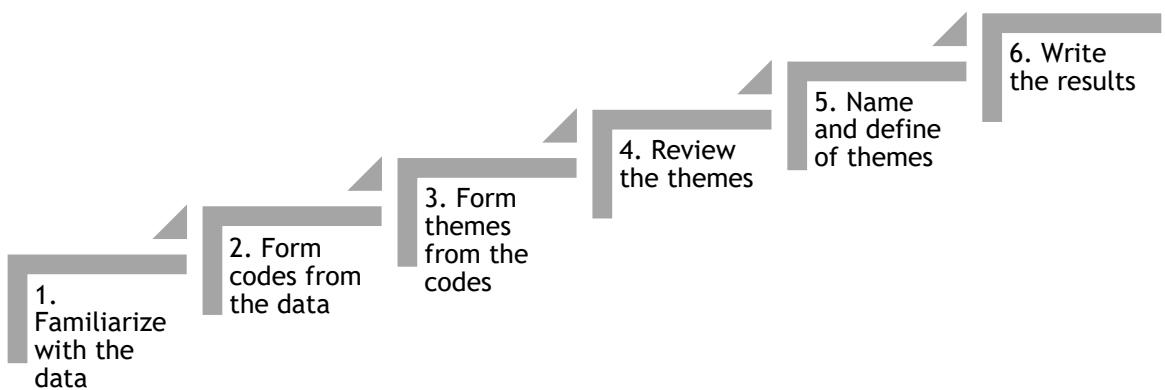 1.
Familiarize
with the
data
2. Form
codes from
the data
3. Form
themes
from the
codes
4. Review
the themes
5. Name
and define
of themes
6. Write
the results